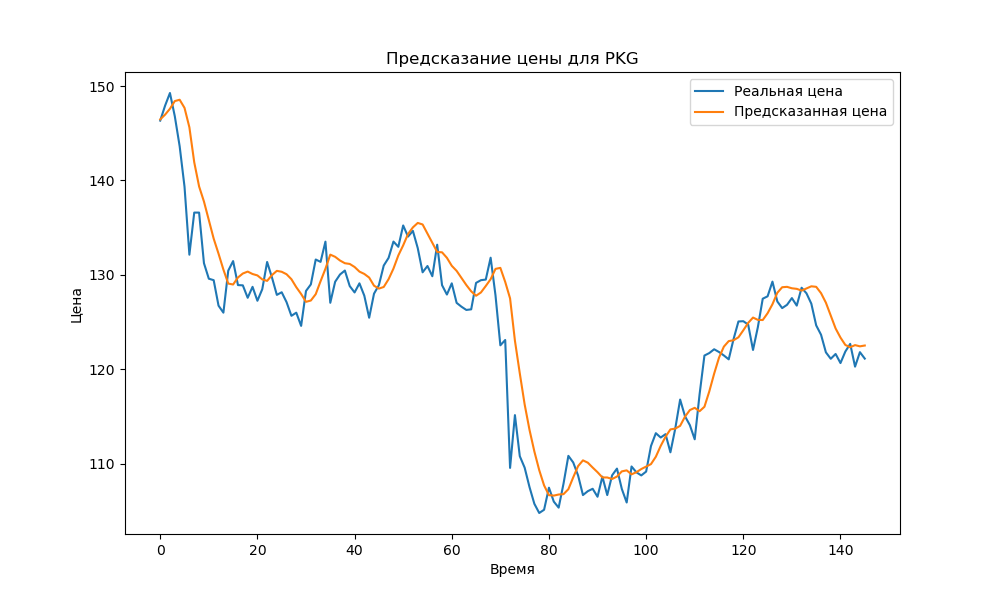 Предсказание цены для PKG
Реальная цена
Предсказанная цена
150
140
130
120
110
Цена
0 20 40 60 80 100 120 140
Время